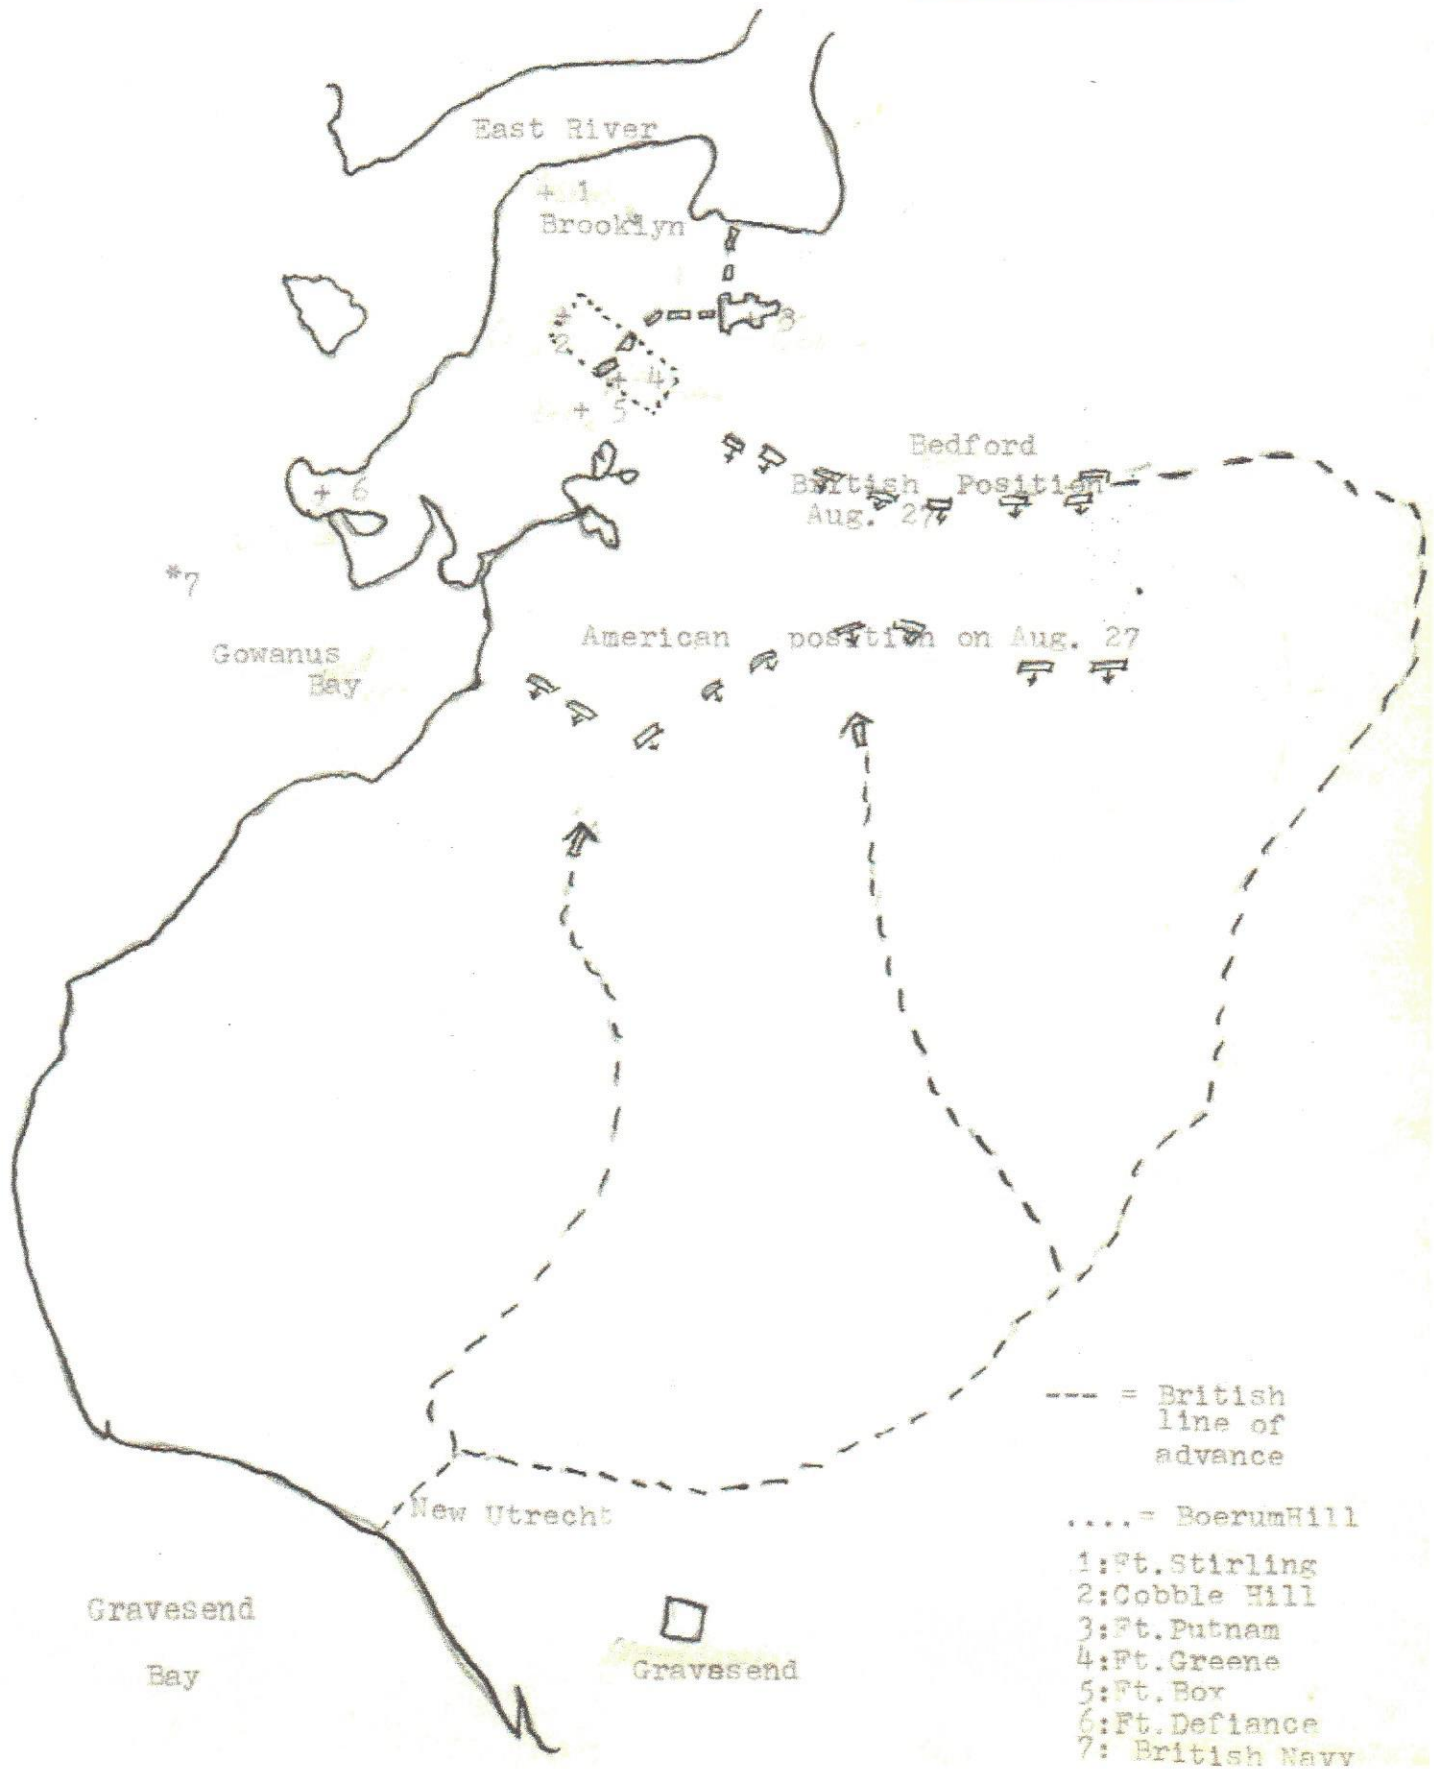 East River
+ 1
Brooklyn
+
2
+ 3
+ 4
+ 5
Bedford
British Position
Aug. 27
+ 6
*7
American position on Aug. 27
Gowanus
Bay
--- = British
line of
advance
New Utrecht
....= BoerumHill
1:Ft.Stirling
2:Cobble Hill
3:Ft.Putnam
4:Ft.Greene
5:Ft.Box
6:Ft.Defiance
7: British Navy
Gravesend
Bay
Gravesend